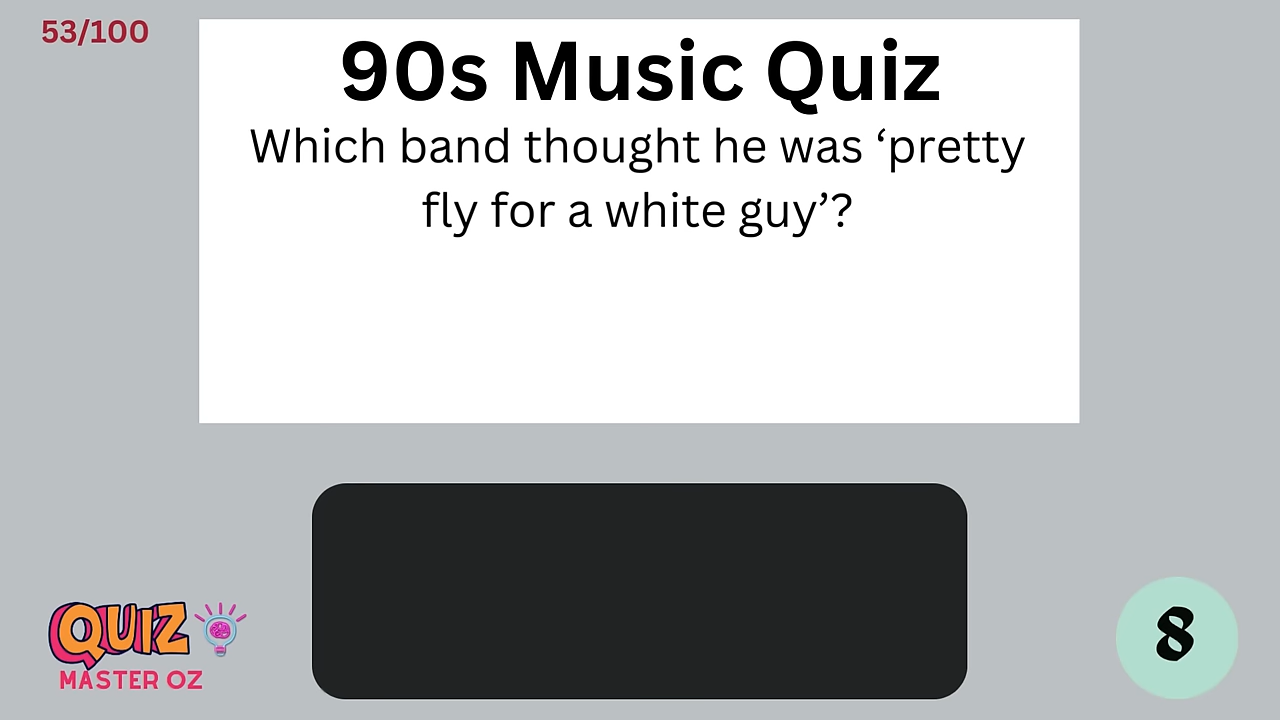 53/100
90s Music Quiz
Which band thought he was ‘pretty
fly for a white guy’?
QUIZ
MASTER OZ
8